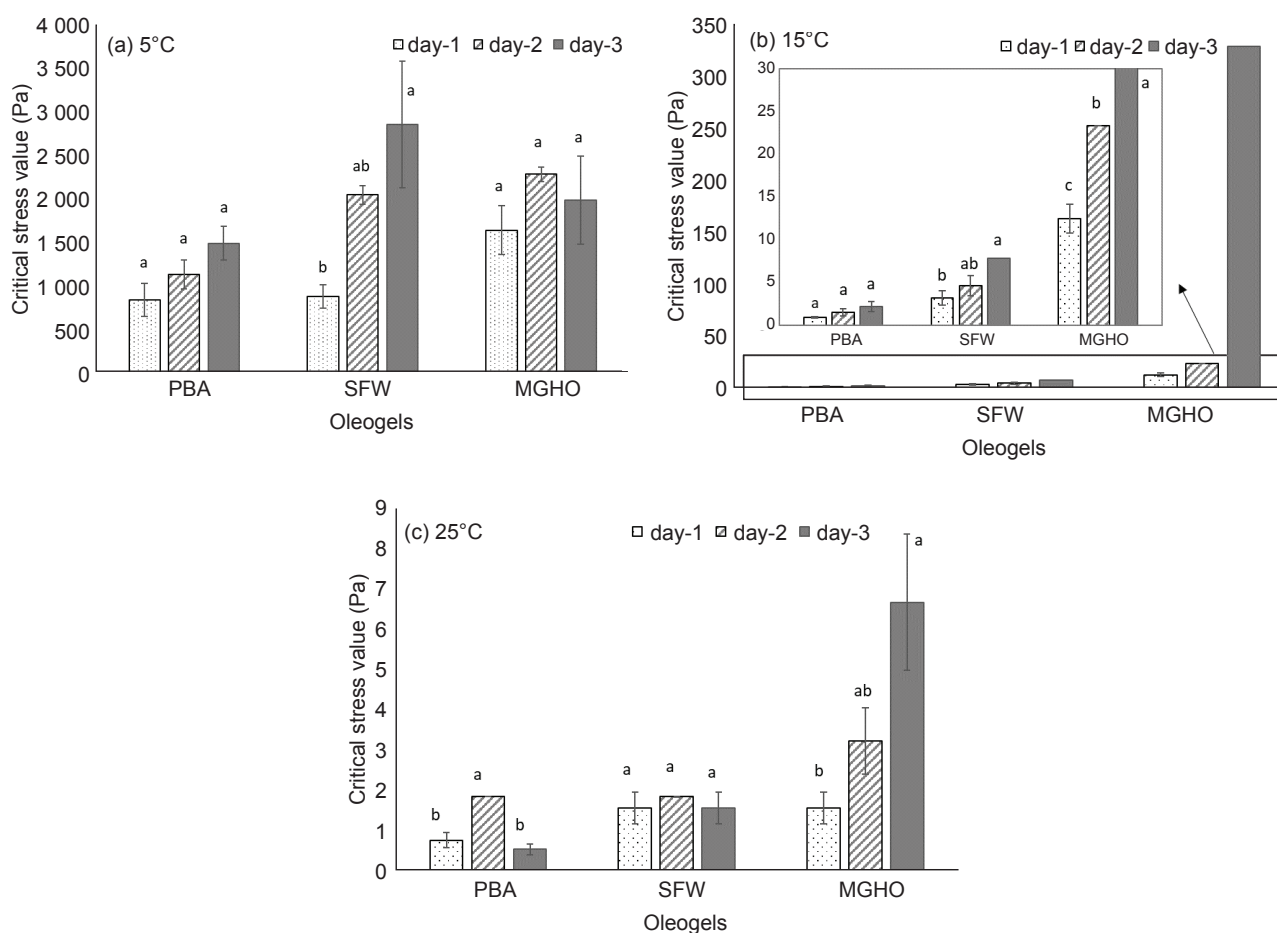 (a) 5°C
day-1 day-2 day-3
Critical stress value (Pa)
4 000
3 500
3 000
2 500
2 000
1 500
1 000
500
0
a a a
b ab a
a a a
PBA SFW MGHO
Oleogels
(b) 15°C
day-1 day-2 day-3
Critical stress value (Pa)
350
300
250
200
150
100
50
0
30
25
20
15
10
5
0
a a a
b ab a
c b a
PBA SFW MGHO
PBA SFW MGHO
Oleogels
(c) 25°C
day-1 day-2 day-3
Critical stress value (Pa)
9
8
7
6
5
4
3
2
1
0
b a b
a a a
b ab a
PBA SFW MGHO
Oleogels